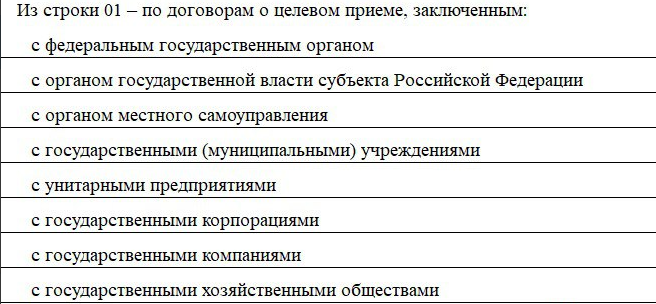 Из строки 01 – по договорам о целевом приеме, заключенным:
с федеральным государственным органом
с органом государственной власти субъекта Российской Федерации
с органом местного самоуправления
с государственными (муниципальными) учреждениями
с унитарными предприятиями
с государственными корпорациями
с государственными компаниями
с государственными хозяйственными обществами